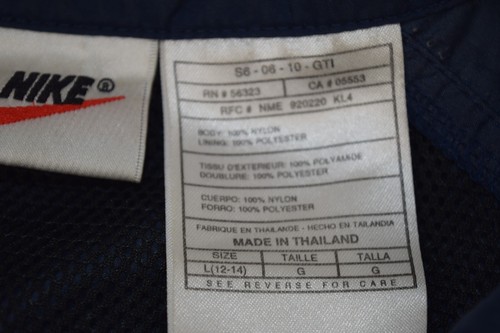 NIKE®
S6 - 06 - 10 - GTI
RN # 56323 CA # 05553
RFC # NME 920220 KL4
BODY: 100% NYLON
LINING: 100% POLYESTER
TISSU D'EXTERIEUR: 100% POLYAMADE
DOUBLURE: 100% POLYESTER
CUERPO: 100% NYLON
FORRO: 100% POLYESTER
FABRIQUE EN THAILANDE - HECHO EN TAILANDIA
MADE IN THAILAND
SIZE TAILLE TALLA
L(12-14) G G
SEE REVERSE FOR CARE